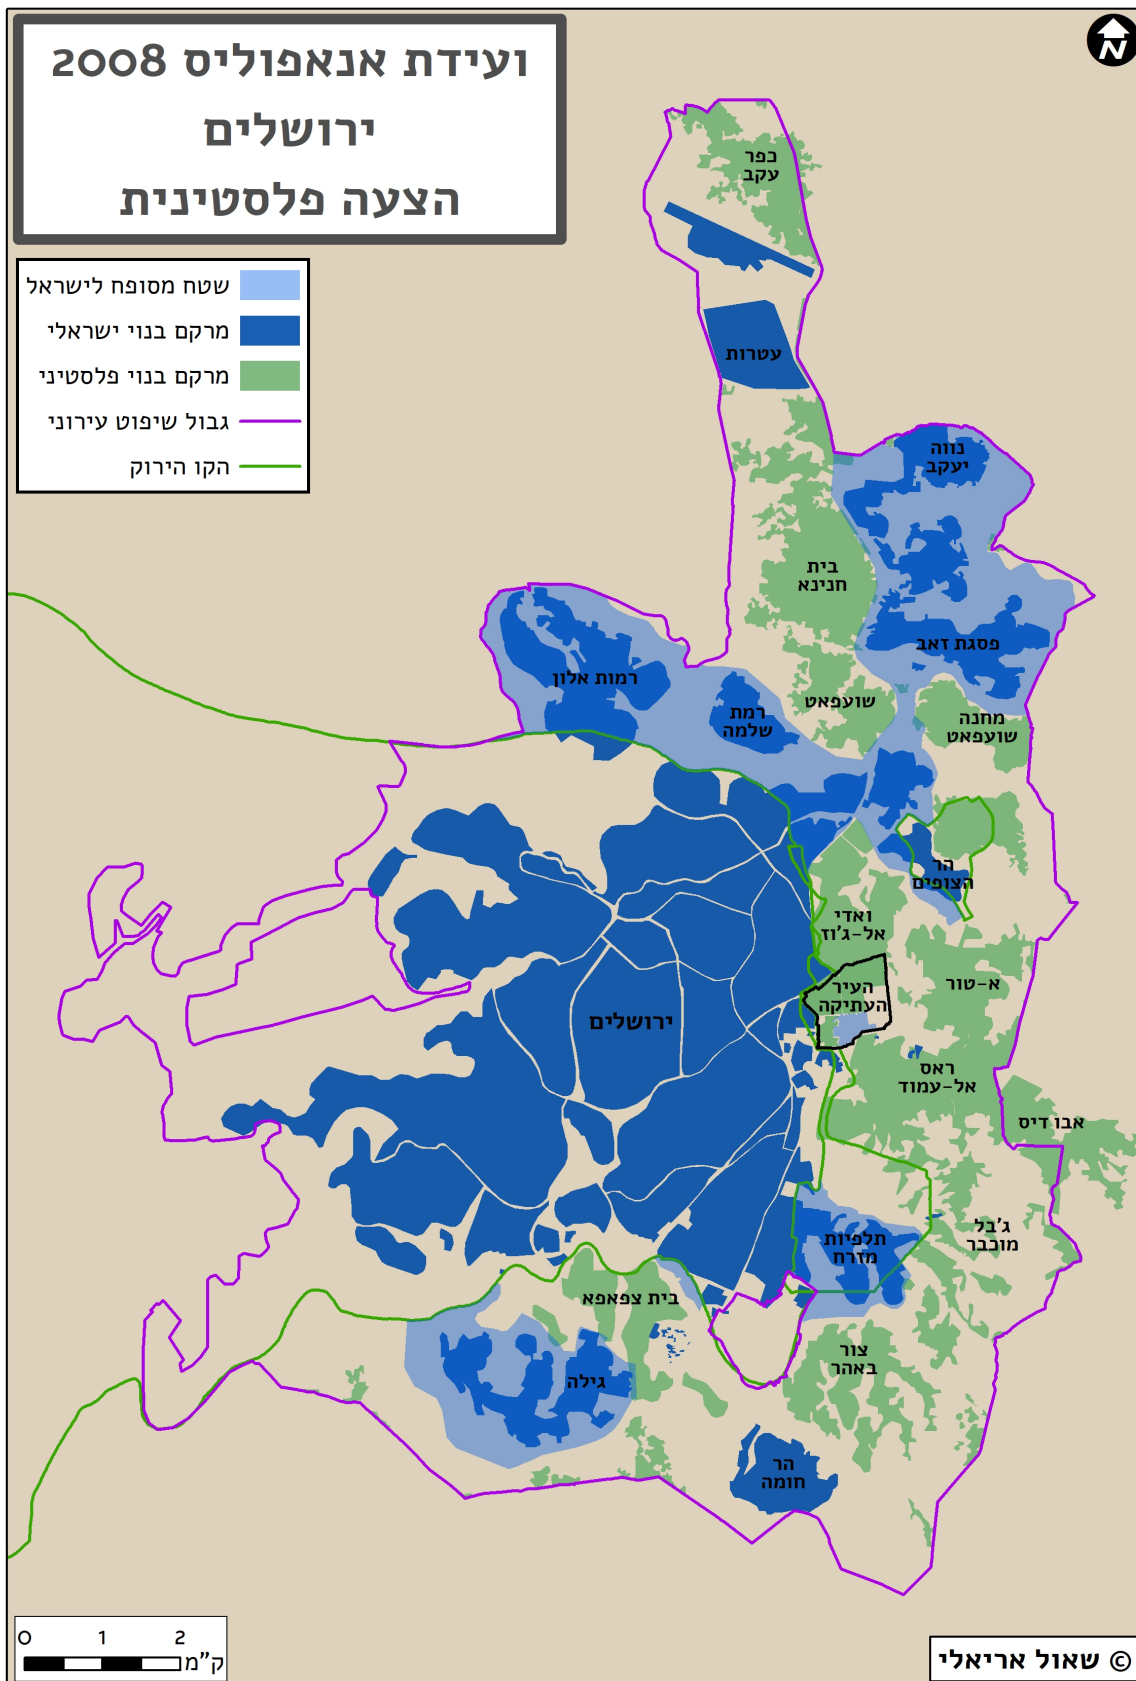 ועידת אנאפוליס 2008
ירושלים
הצעה פלסטינית
N
שטח מסופח לישראל
מרקם בנוי ישראלי
מרקם בנוי פלסטיני
גבול שיפוט עירוני
הקו הירוק
כפר
עקב
עטרות
נווה
יעקב
בית
חנינא
פסגת זאב
רמות אלון
רמת
שלמה
שועפאט
מחנה
שועפאט
הר
הצופים
ואדי
אל-ג'וז
העיר
העתיקה
א-טור
ירושלים
ראס
אל-עמוד
אבו דיס
ג'בל
מוכבר
תלפיות
מזרח
בית צפאפא
צור
באהר
גילה
הר
חומה
0 1 2
ק"מ
© שאול אריאלי